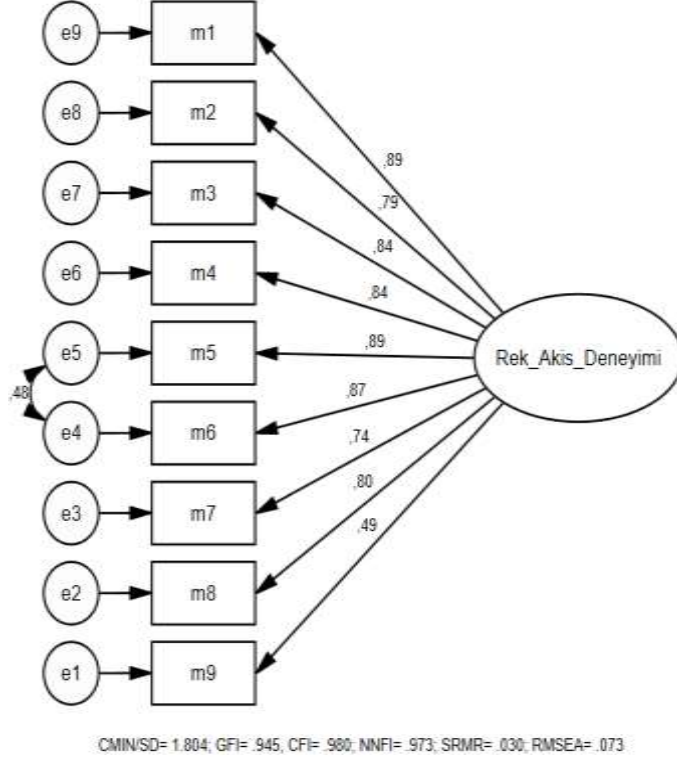 e9 m1
e8 m2
,89
e7 m3
,79
,84
e6 m4
,84
e5 m5
,89
Rek_Akis_Deneyimi
,48
,87
e4 m6
,74
e3 m7
,80
,49
e2 m8
e1 m9
CMIN/SD= 1.804; GFI= .945, CFI= .980; NNFI= .973; SRMR= .030; RMSEA= .073